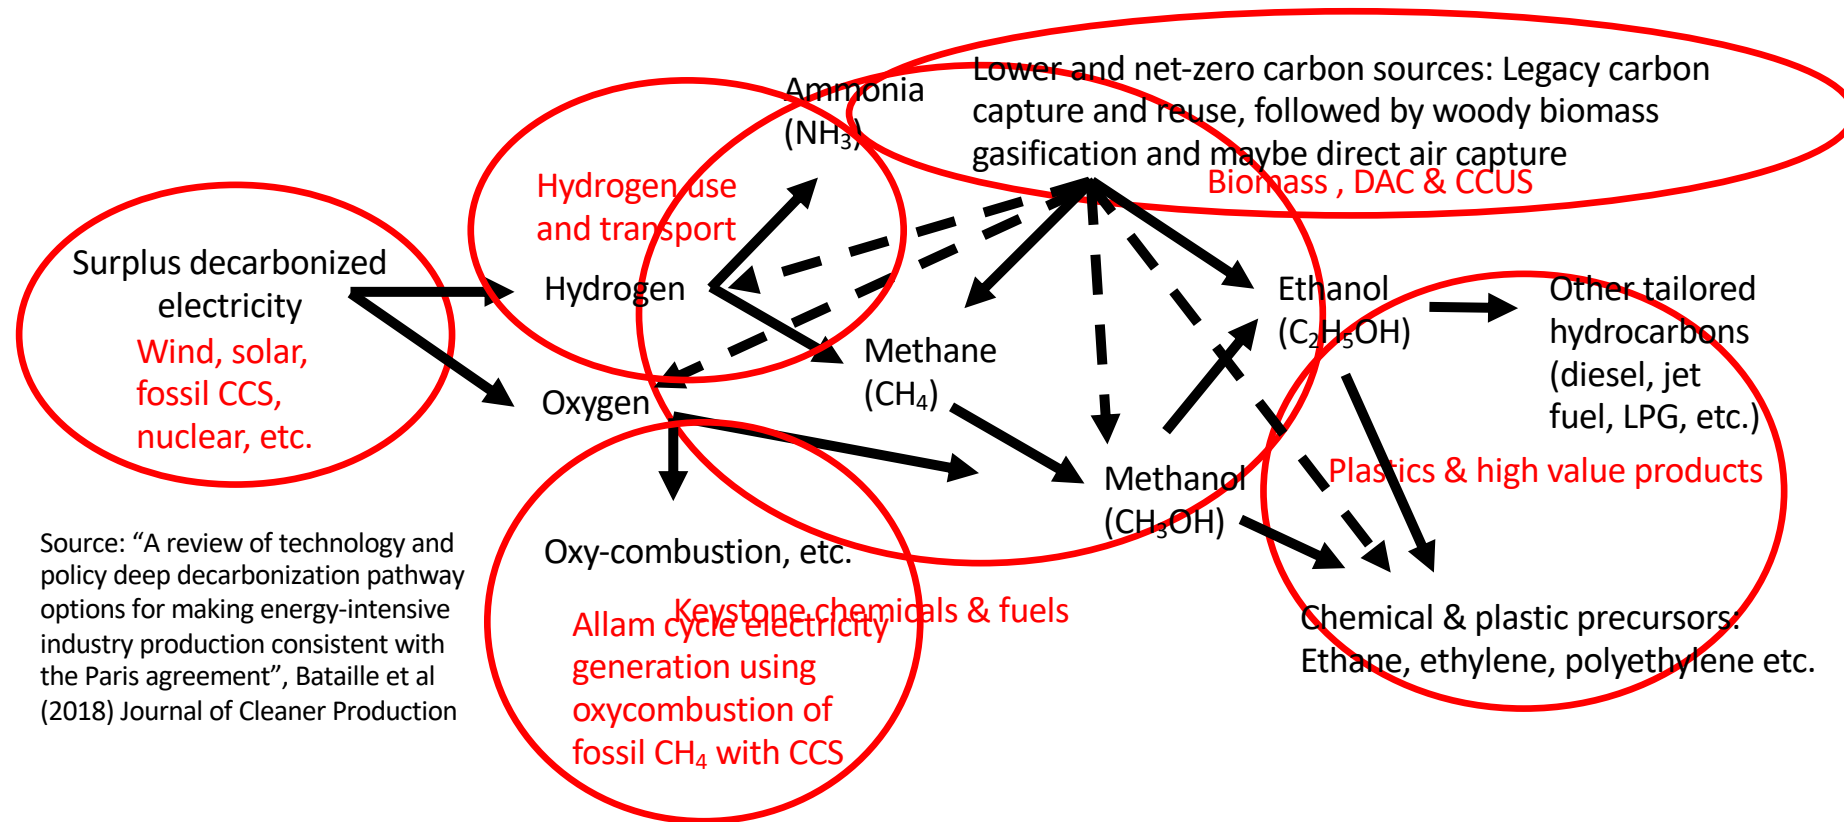 Ammonia
(NH₃)
Lower and net-zero carbon sources: Legacy carbon
capture and reuse, followed by woody biomass
gasification and maybe direct air capture
Biomass , DAC & CCUS
Hydrogen use
and transport
Surplus decarbonized
electricity
Wind, solar,
fossil CCS,
nuclear, etc.
Hydrogen
Oxygen
Methane
(CH₄)
Ethanol
(C₂H₅OH)
Other tailored
hydrocarbons
(diesel, jet
fuel, LPG, etc.)
Plastics & high value products
Methanol
(CH₃OH)
Oxy-combustion, etc.
Keystone chemicals & fuels
Allam cycle electricity
generation using
oxycombustion of
fossil CH₄ with CCS
Chemical & plastic precursors:
Ethane, ethylene, polyethylene etc.
Source: “A review of technology and
policy deep decarbonization pathway
options for making energy-intensive
industry production consistent with
the Paris agreement”, Bataille et al
(2018) Journal of Cleaner Production